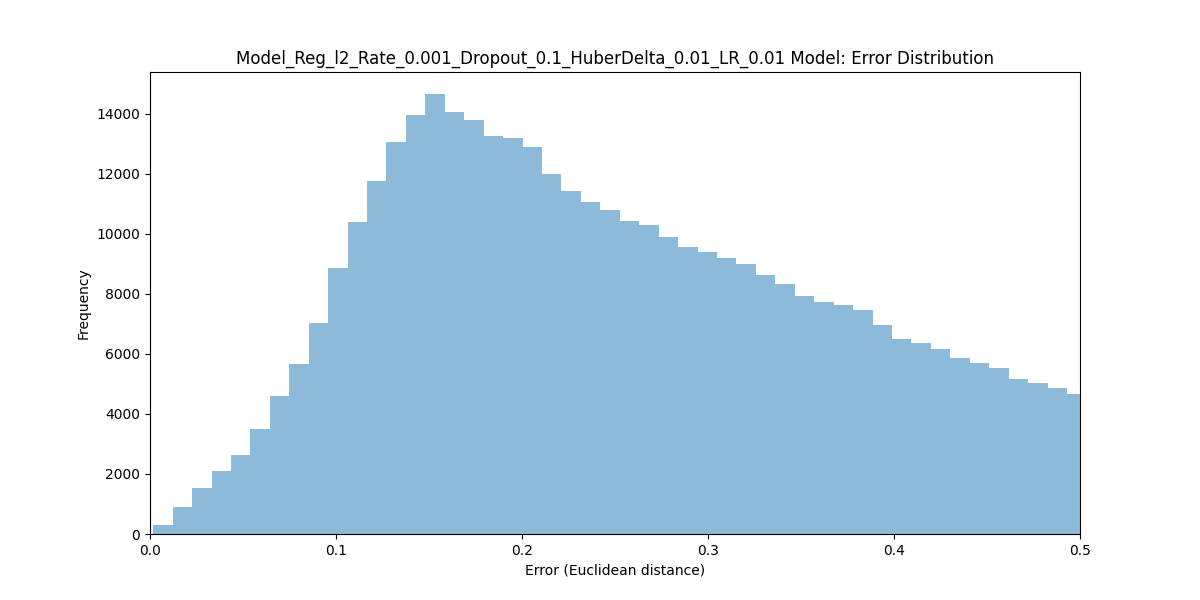 Model_Reg_l2_Rate_0.001_Dropout_0.1_HuberDelta_0.01_LR_0.01 Model: Error Distribution
14000
12000
10000
8000
6000
4000
2000
0
Frequency
0.0 0.1 0.2 0.3 0.4 0.5
Error (Euclidean distance)